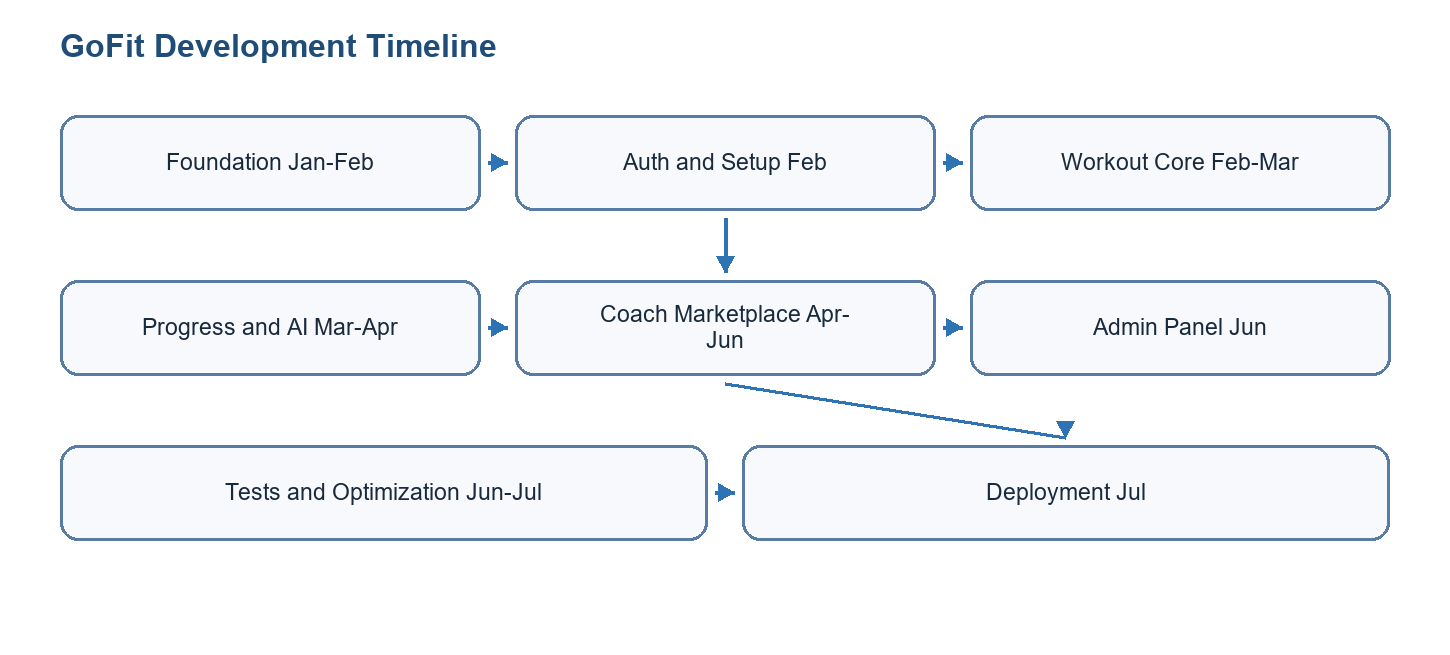 GoFit Development Timeline
Foundation Jan-Feb
Auth and Setup Feb
Workout Core Feb-Mar
Progress and AI Mar-Apr
Coach Marketplace Apr-
Jun
Admin Panel Jun
Tests and Optimization Jun-Jul
Deployment Jul